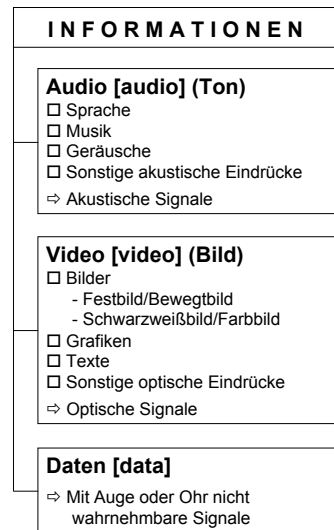 INFORMATIONEN
Audio [audio] (Ton)
□ Sprache
□ Musik
□ Geräusche
□ Sonstige akustische Eindrücke
⇨ Akustische Signale
Video [video] (Bild)
□ Bilder
- Festbild/Bewegtbild
- Schwarzweißbild/Farbbild
□ Grafiken
□ Texte
□ Sonstige optische Eindrücke
⇨ Optische Signale
Daten [data]
⇨ Mit Auge oder Ohr nicht
wahrnehmbare Signale